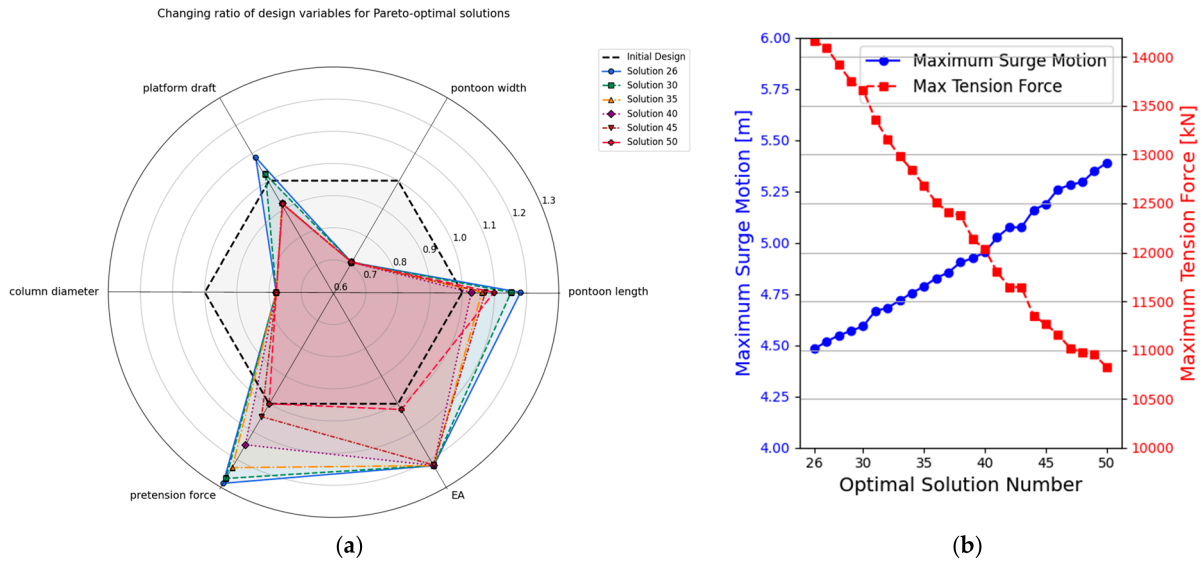 Changing ratio of design variables for Pareto-optimal solutions
Initial Design
Solution 26
Solution 30
Solution 35
Solution 40
Solution 45
Solution 50
platform draft
pontoon width
column diameter
pontoon length
pretension force
EA
0.6
0.7
0.8
0.9
1.0
1.1
1.2
1.3
(a)
Maximum Surge Motion
Max Tension Force
Maximum Surge Motion [m]
6.00
5.75
5.50
5.25
5.00
4.75
4.50
4.25
4.00
26 30 35 40 45 50
Optimal Solution Number
14000
13500
13000
12500
12000
11500
11000
10500
10000
Maximum Tension Force [kN]
(b)